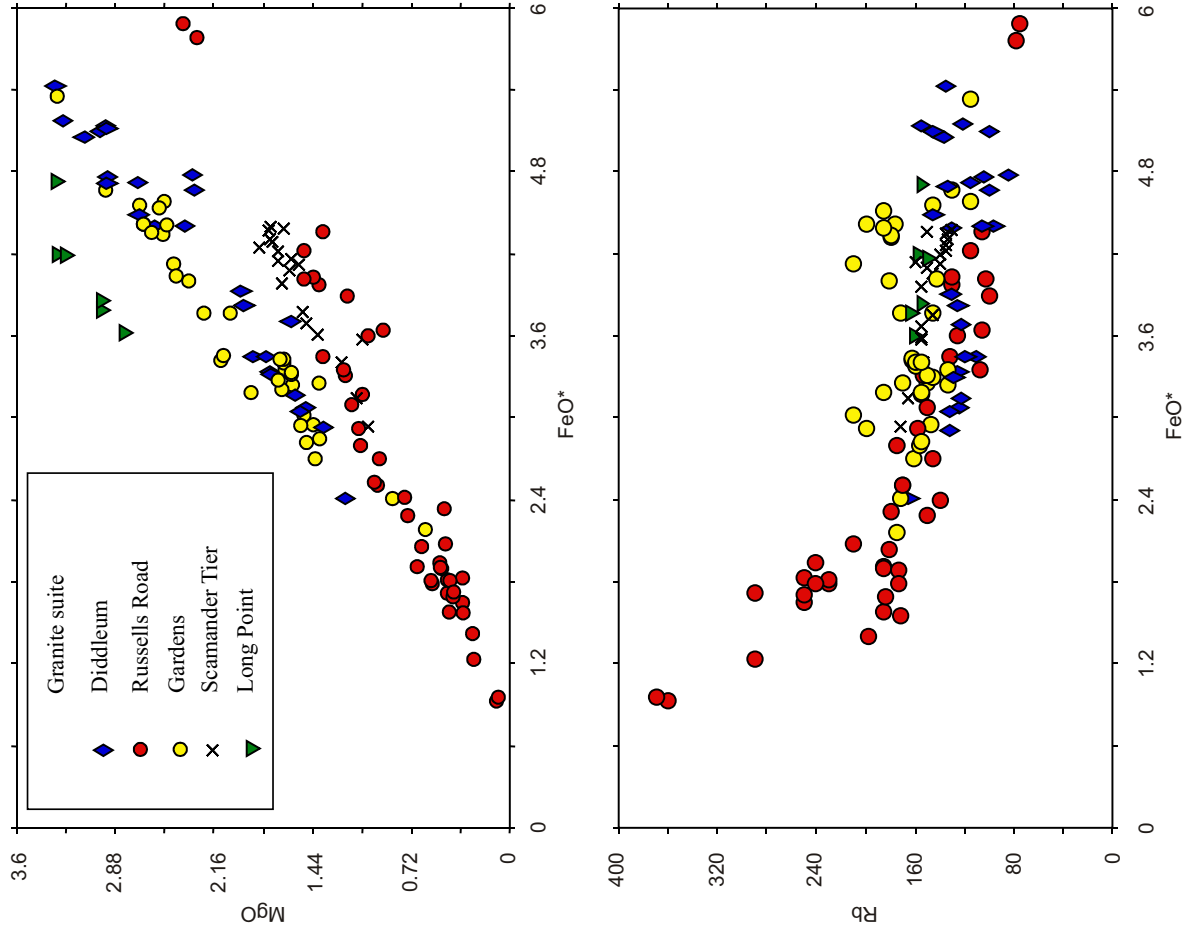 Granite suite
Diddleum
Russells Road
Gardens
Scamander Tier
Long Point
MgO
3.6
2.88
2.16
1.44
0.72
0
0
1.2
2.4
3.6
4.8
6
FeO*
Rb
400
320
240
160
80
0
0
1.2
2.4
3.6
4.8
6
FeO*